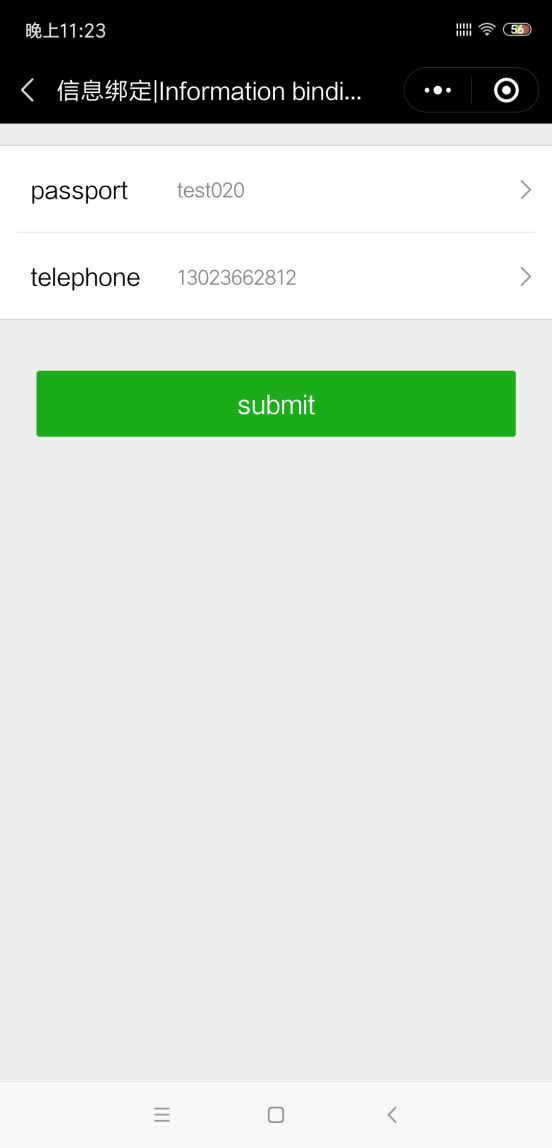 晚上11:23
56
信息绑定|Information bindi...
passport test020
telephone 13023662812
submit